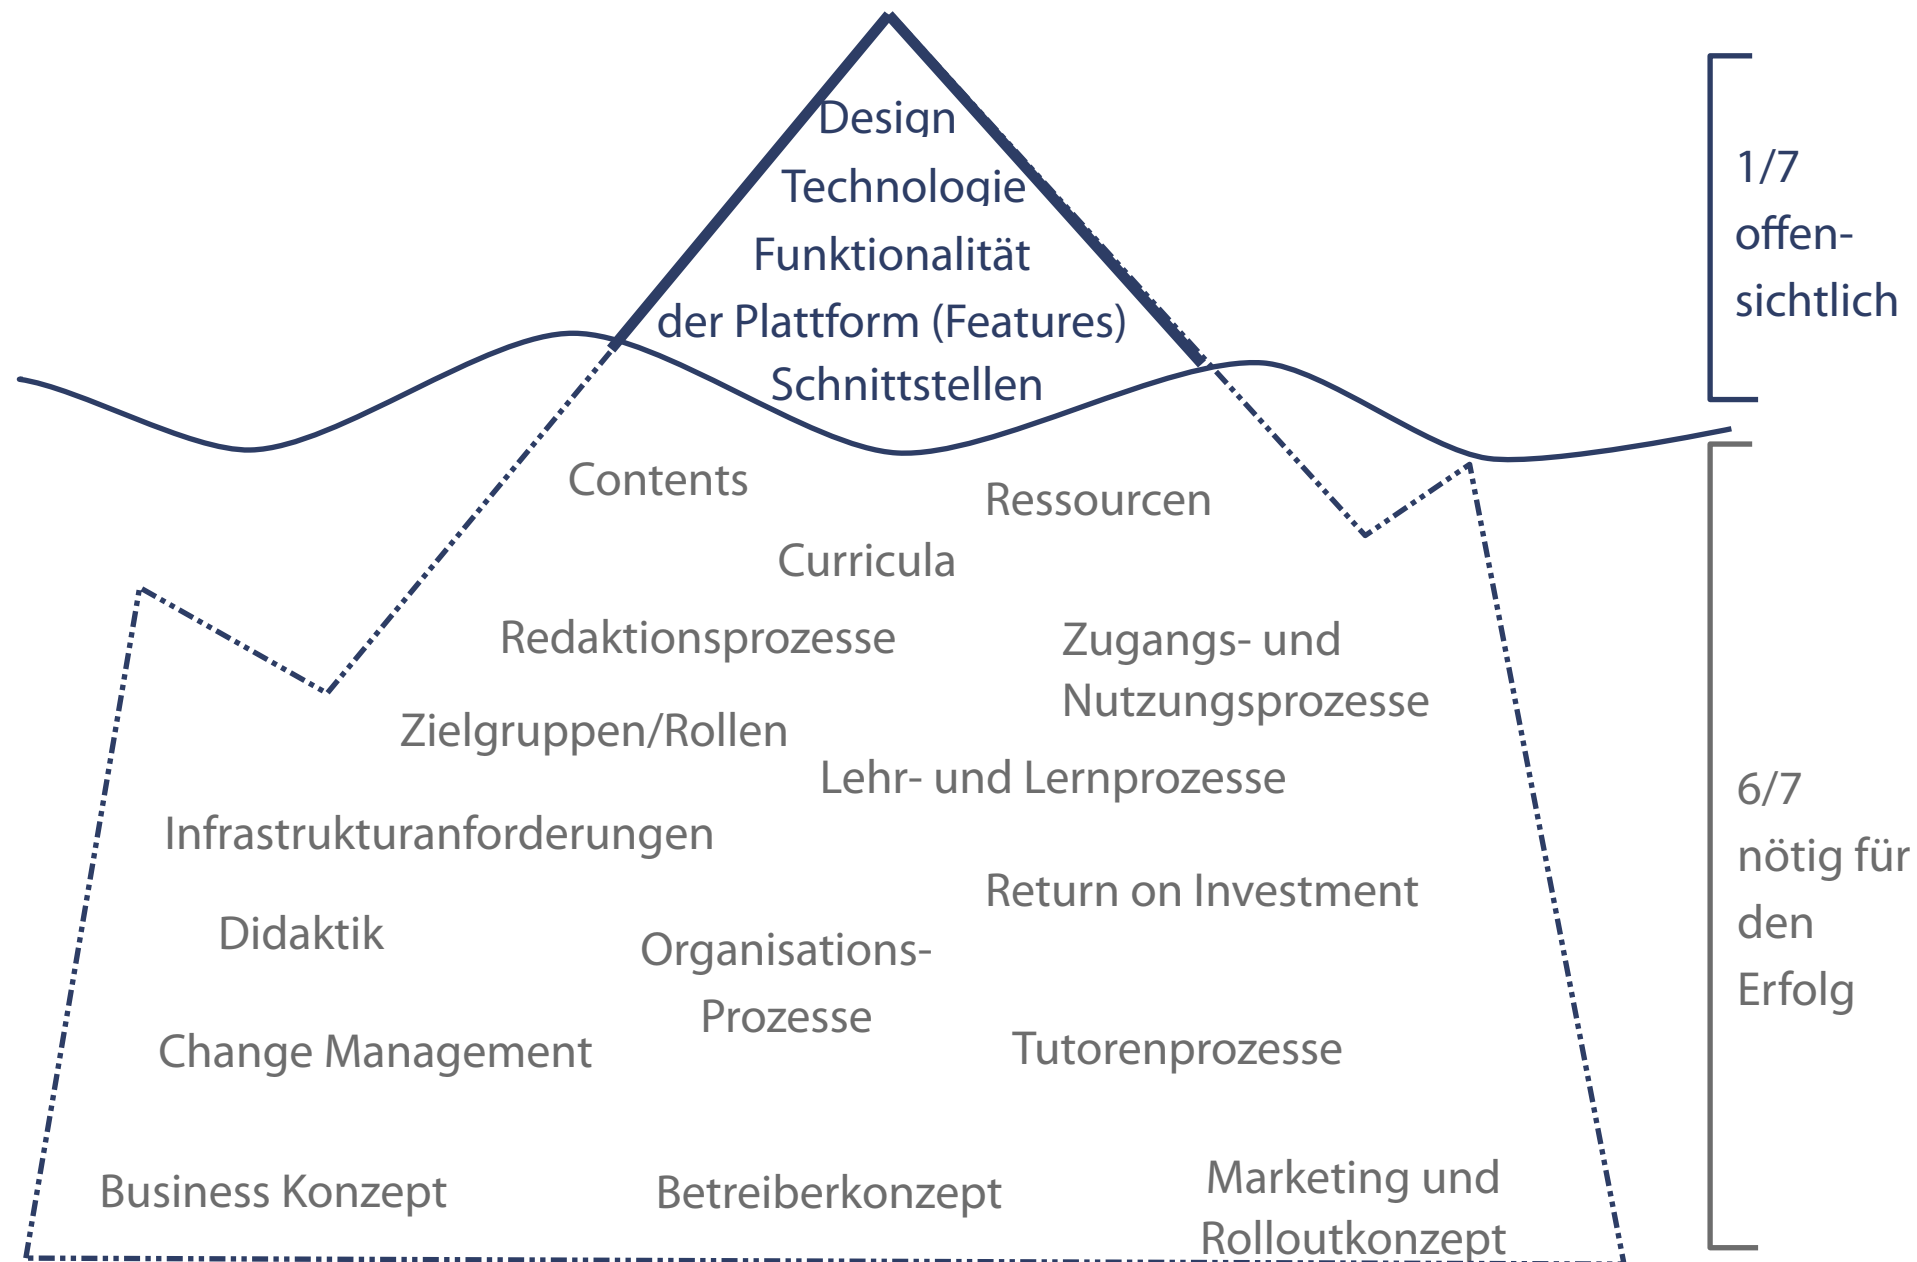 Design
Technologie
Funktionalität
der Plattform (Features)
Schnittstellen
1/7
offen-
sichtlich
Contents
Ressourcen
Curricula
Redaktionsprozesse
Zugangs- und
Nutzungsprozesse
Zielgruppen/Rollen
Lehr- und Lernprozesse
Infrastrukturanforderungen
Return on Investment
Didaktik
Organisations-
Prozesse
Change Management
Tutorenprozesse
Business Konzept
Betreiberkonzept
Marketing und
Rolloutkonzept
6/7
nötig für
den
Erfolg